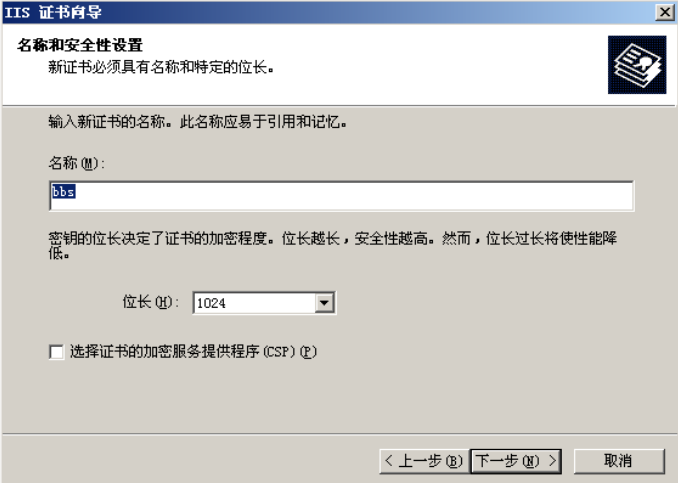 IIS 证书向导
名称和安全性设置
新证书必须具有名称和特定的位长。
输入新证书的名称。此名称应易于引用和记忆。
名称(M):
bbs
密钥的位长决定了证书的加密程度。位长越长，安全性越高。然而，位长过长将使性能降
低。
位长(H): 1024
选择证书的加密服务提供程序(CSP)(P)
< 上一步(B) 下一步(N) > 取消